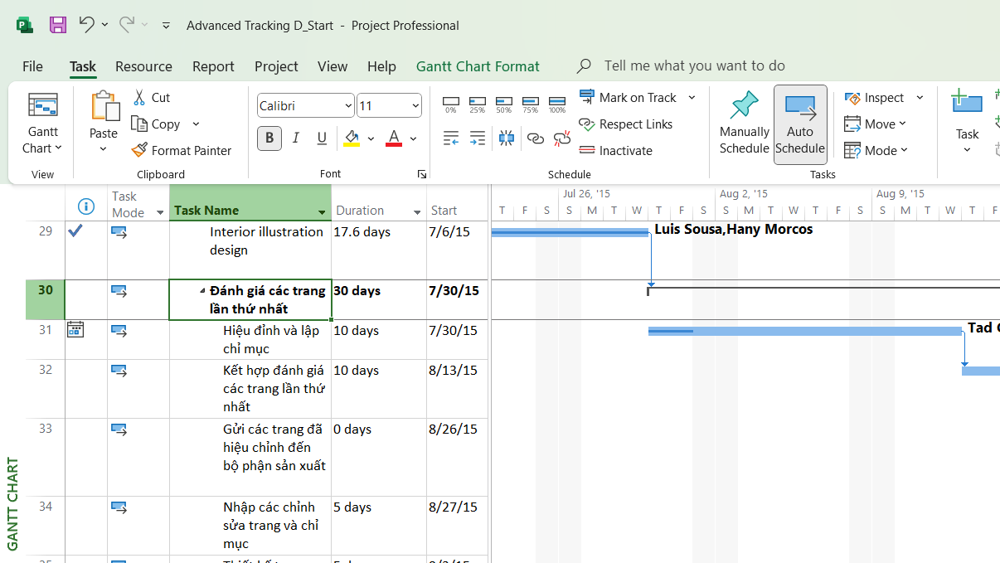 Advanced Tracking D_Start - Project Professional
File Task Resource Report Project View Help Gantt Chart Format Tell me what you want to do
Gantt Chart
View
Paste
Cut
Copy
Format Painter
Clipboard
Calibri 11
B I U A
Font
0% 25% 50% 75% 100%
Mark on Track
Respect Links
Inactivate
Schedule
Manually Schedule
Auto Schedule
Inspect
Move
Mode
Tasks
Task
Task Mode
Task Name
Duration
Start
Jul 26, '15 Aug 2, '15 Aug 9, '15
T F S S M T W T F S S M T W T F S S M T W T F
29 Interior illustration 17.6 days 7/6/15 Luis Sousa,Hany Morcos
design
30 Đánh giá các trang 30 days 7/30/15
lần thứ nhất
31 Hiệu đỉnh và lập 10 days 7/30/15
chỉ mục
32 Kết hợp đánh giá 10 days 8/13/15
các trang lần thứ
nhất
33 Gửi các trang đã 0 days 8/26/15
hiệu chỉnh đến
bộ phận sản xuất
34 Nhập các chỉnh 5 days 8/27/15
sửa trang và chỉ
mục
GANTT CHART